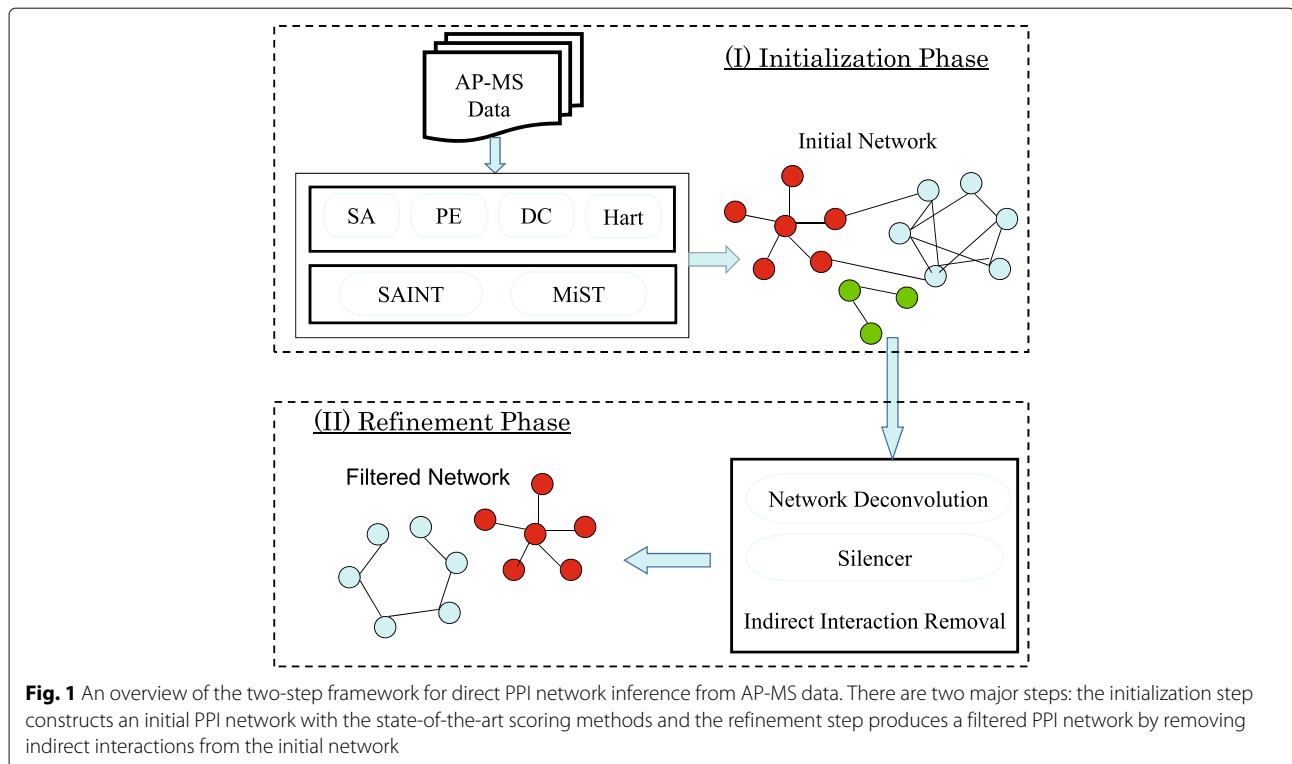 (I) Initialization Phase
AP-MS
Data
Initial Network
SA PE DC Hart
SAINT MiST
(II) Refinement Phase
Filtered Network
Network Deconvolution
Silencer
Indirect Interaction Removal
Fig. 1 An overview of the two-step framework for direct PPI network inference from AP-MS data. There are two major steps: the initialization step
constructs an initial PPI network with the state-of-the-art scoring methods and the refinement step produces a filtered PPI network by removing
indirect interactions from the initial network